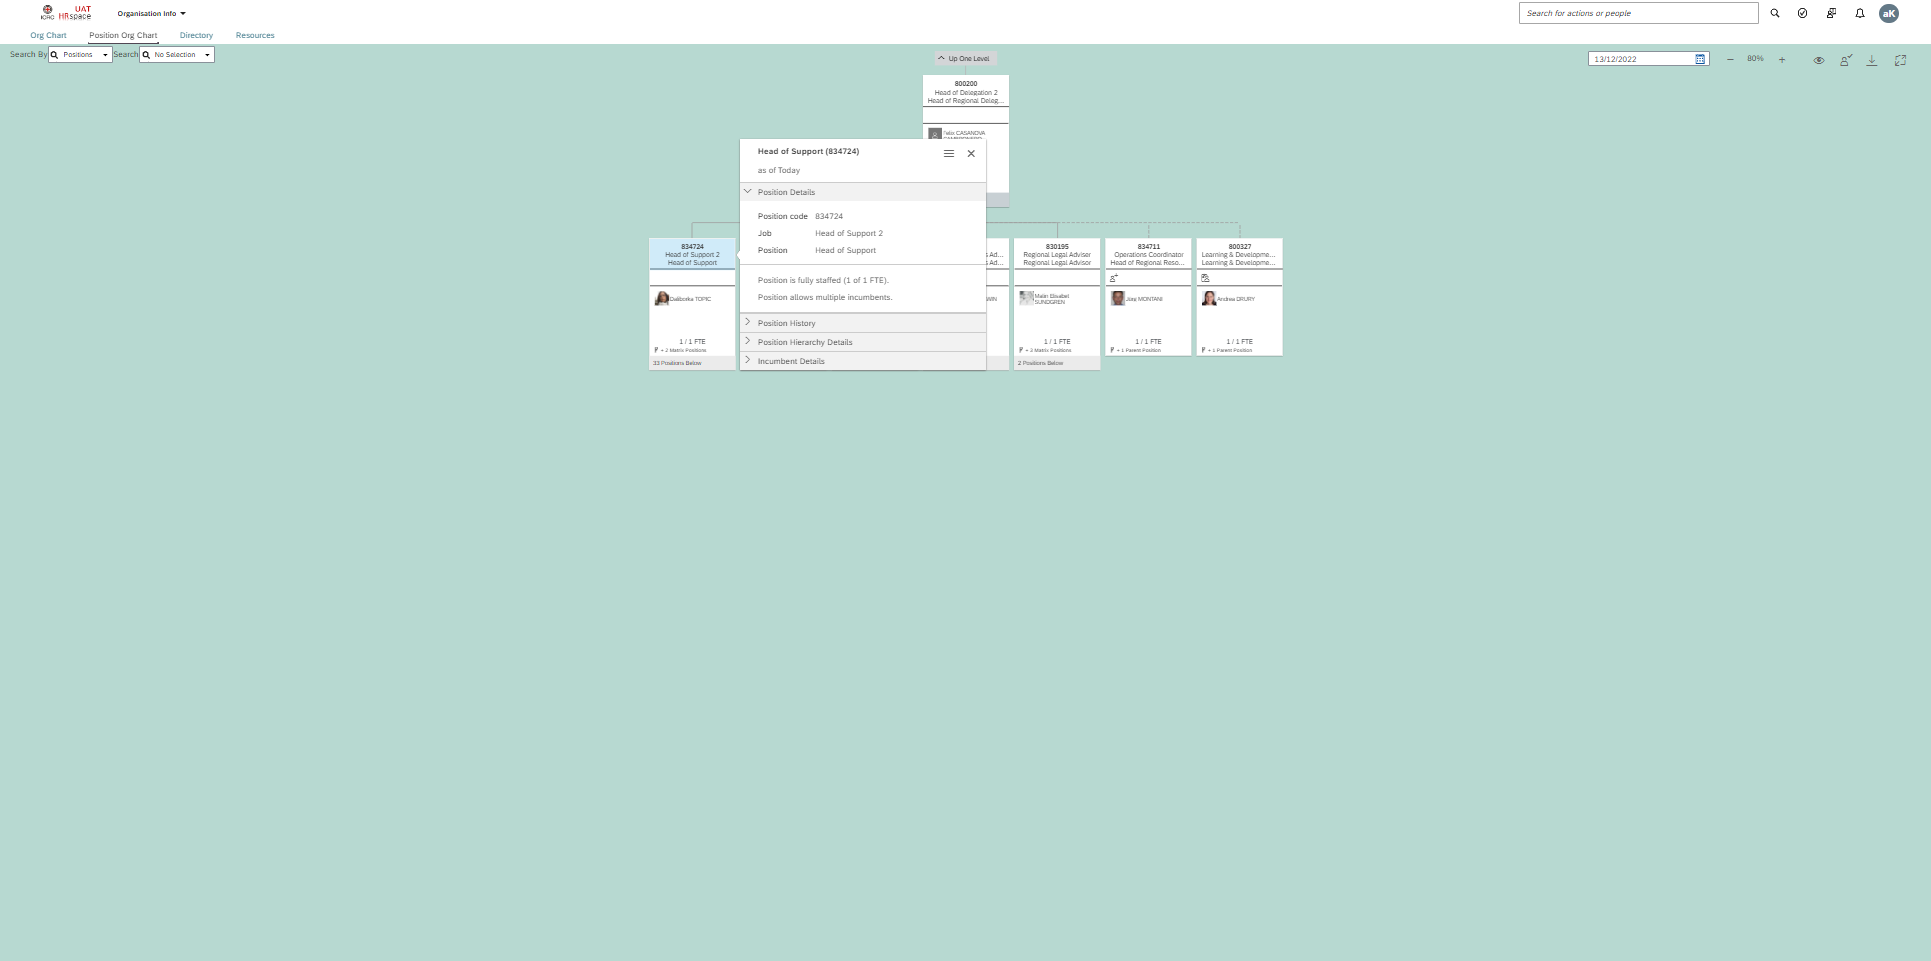 ICRC
UAT
HRspace
Organisation Info
Search for actions or people
aK
Org Chart
Position Org Chart
Directory
Resources
Search By
Positions
Search
No Selection
Up One Level
13/12/2022
80%
800200
Head of Delegation 2
Head of Regional Deleg...
Felix CASANOVA
Head of Support (834724)
as of Today
Position Details
Position code 834724
Job Head of Support 2
Position Head of Support
Position is fully staffed (1 of 1 FTE).
Position allows multiple incumbents.
Position History
Position Hierarchy Details
Incumbent Details
834724
Head of Support 2
Head of Support
Daliborka TOPIC
1 / 1 FTE
+ 2 Matrix Positions
33 Positions Below
s Ad...
s Ad...
WIN
830195
Regional Legal Adviser
Regional Legal Advisor
Malin Elisabet
SUNDGREN
1 / 1 FTE
+ 3 Matrix Positions
2 Positions Below
834711
Operations Coordinator
Head of Regional Reso...
Jorg MONTANI
1 / 1 FTE
+ 1 Parent Position
800327
Learning & Developme...
Learning & Developme...
Andrea DRURY
1 / 1 FTE
+ 1 Parent Position